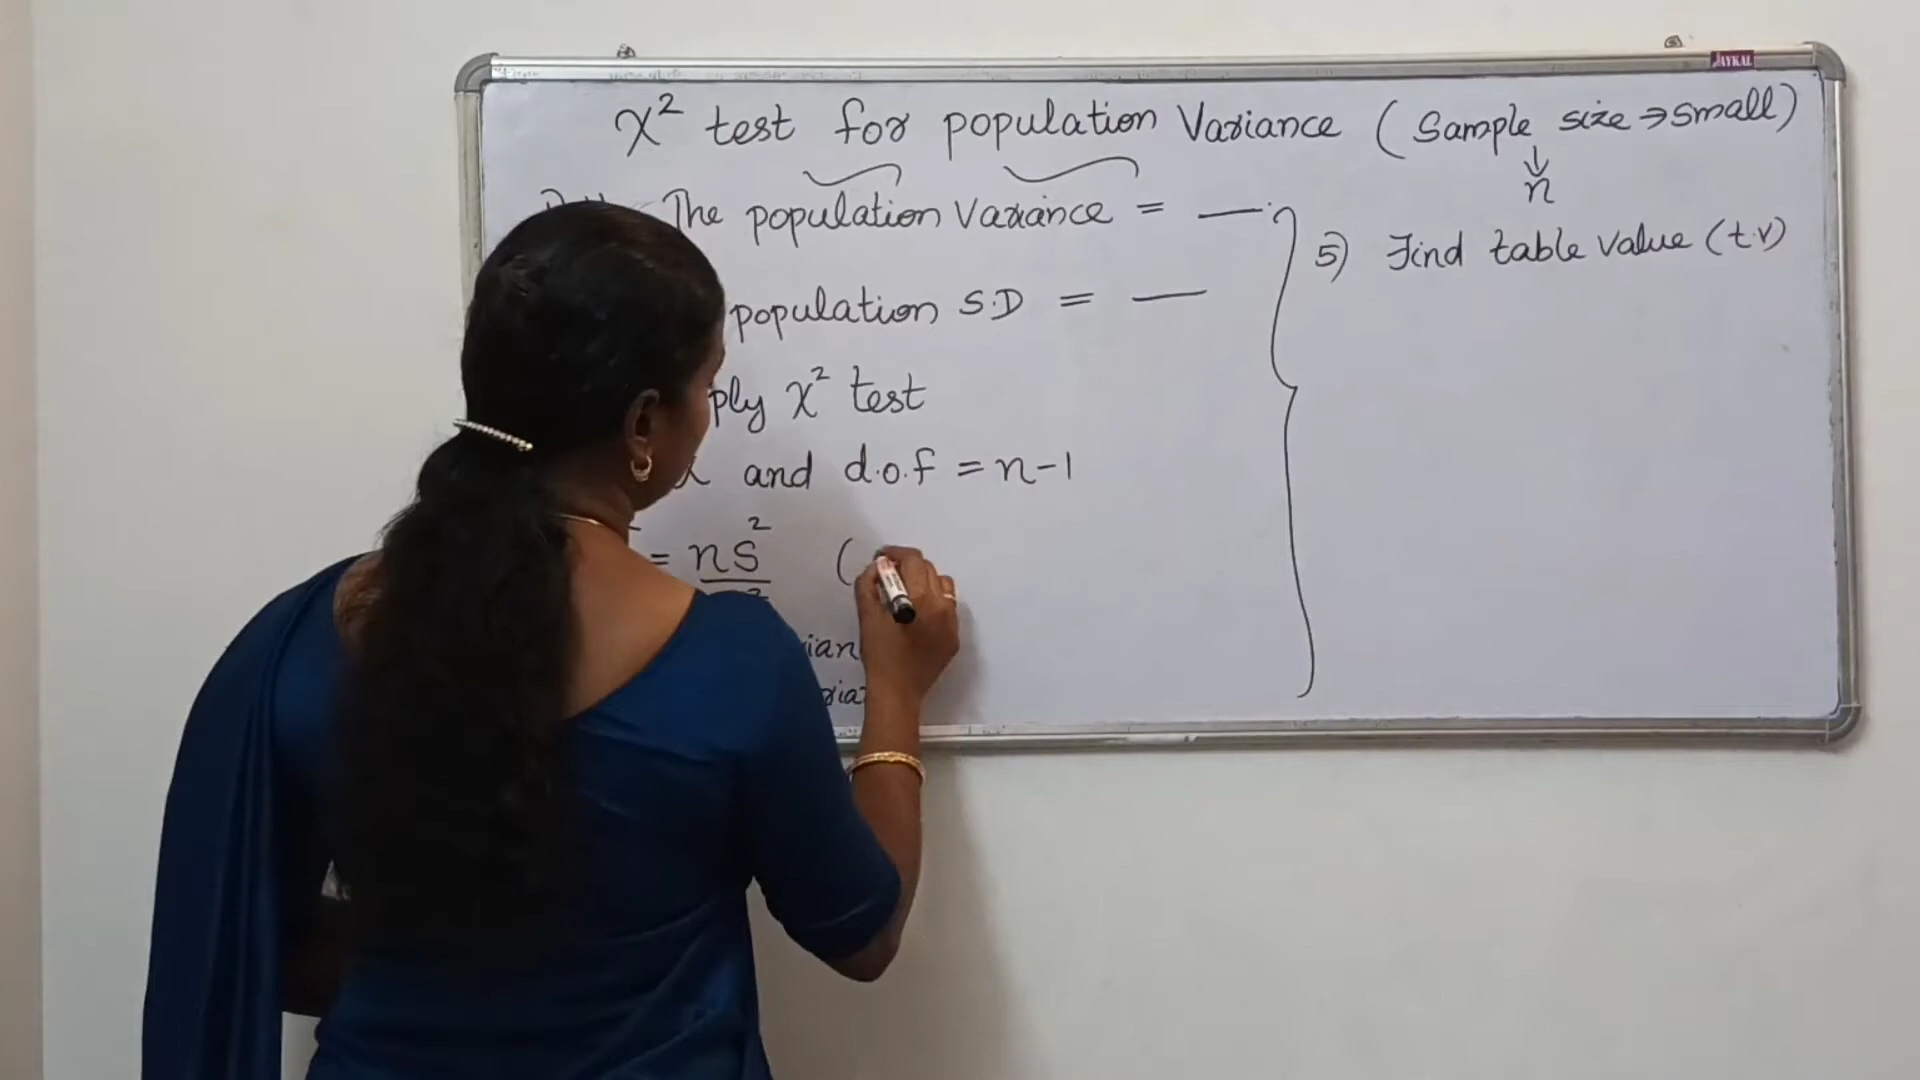 JAYKAL
χ² test for population Variance (Sample size → small)
↓
n
The population Variance = —
population S.D = —
ply χ² test
and d.o.f = n-1
= ns²
(
5) Find table value (t.v)